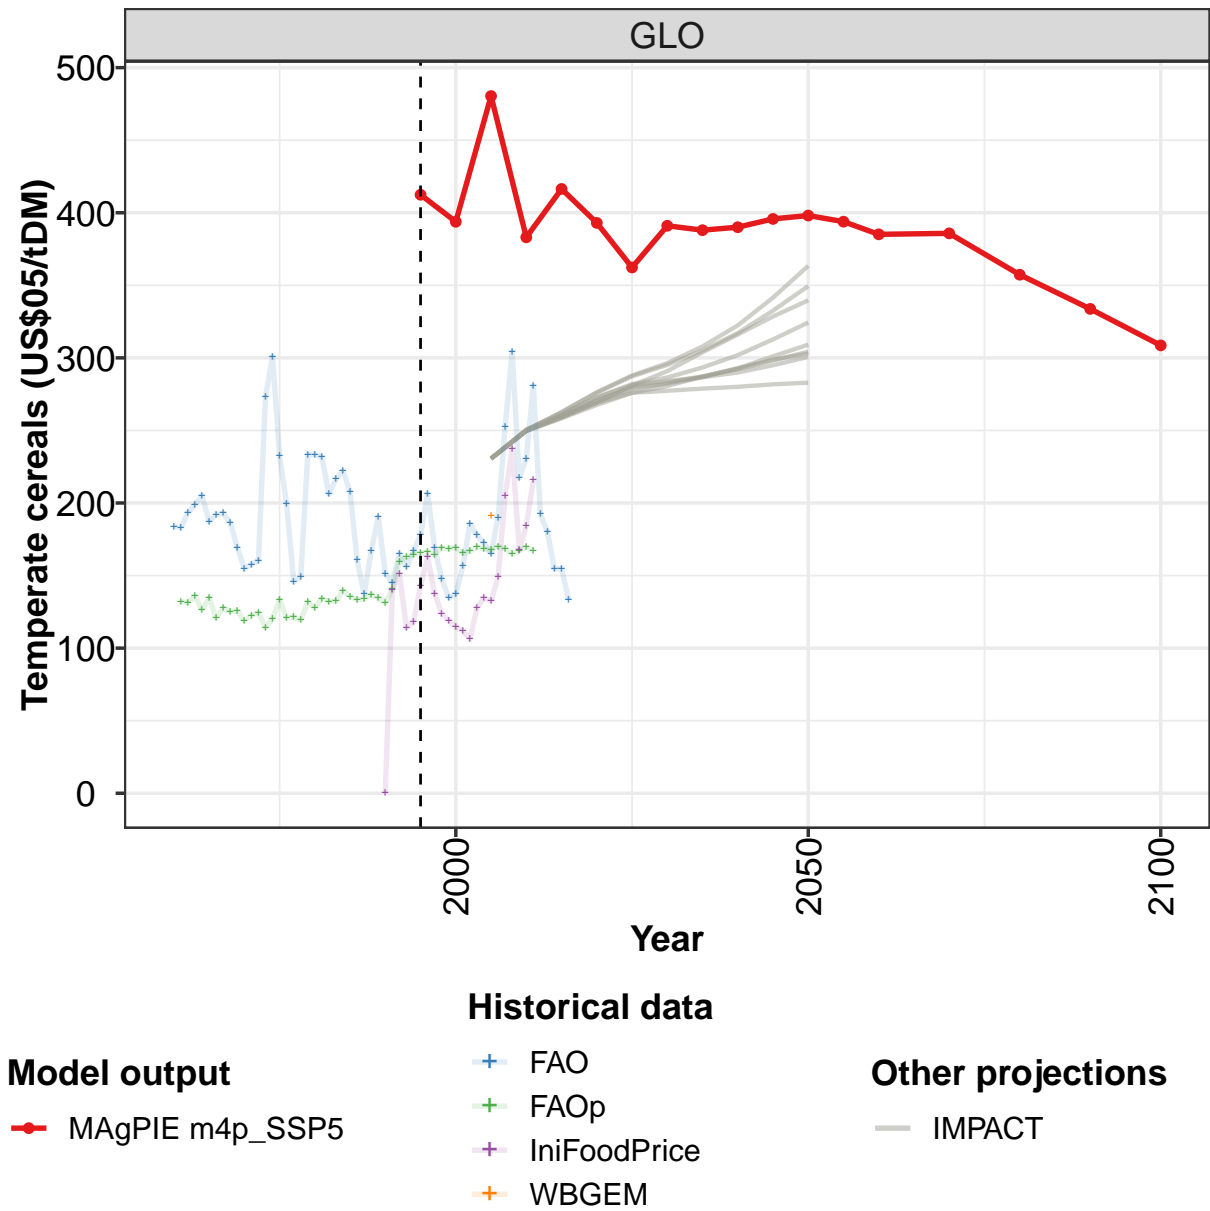 GLO
Temperate cereals (US$05/tDM)
500
400
300
200
100
0
2000
2050
2100
Year
Historical data
FAO
FAOp
IniFoodPrice
WBGEM
Model output
MAgPIE m4p_SSP5
Other projections
IMPACT